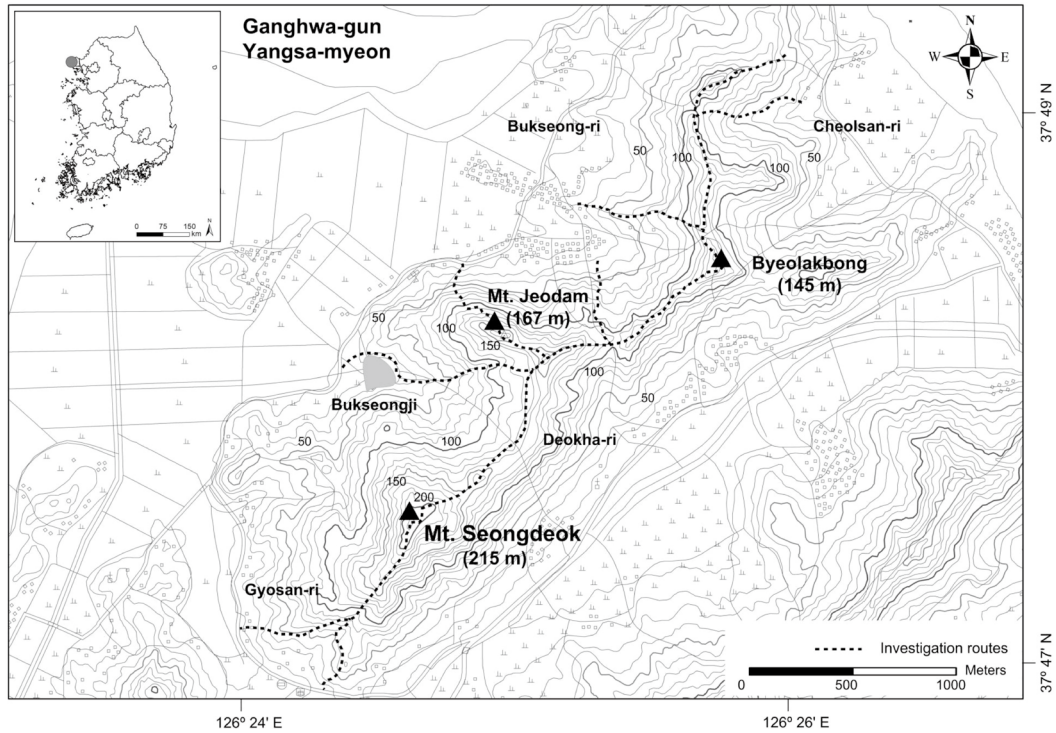 Ganghwa-gun
Yangsa-myeon
N
W
E
S
N
0
75
150
km
Bukseong-ri
Cheolsan-ri
50
100
50
100
37° 49' N
Byeolakbong
(145 m)
Mt. Jeodam
(167 m)
50
100
150
100
50
Bukseongji
50
100
Deokha-ri
150
200
Mt. Seongdeok
(215 m)
Gyosan-ri
Investigation routes
Meters
0
500
1000
37° 47' N
126° 24' E
126° 26' E